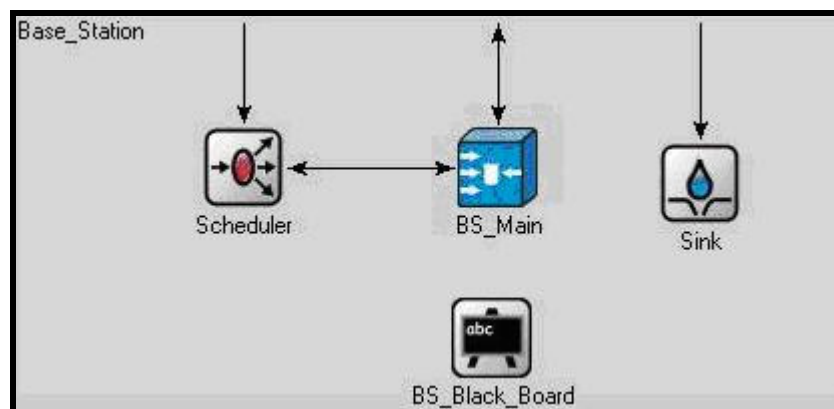 Base_Station
Scheduler
BS_Main
Sink
abc
BS_Black_Board